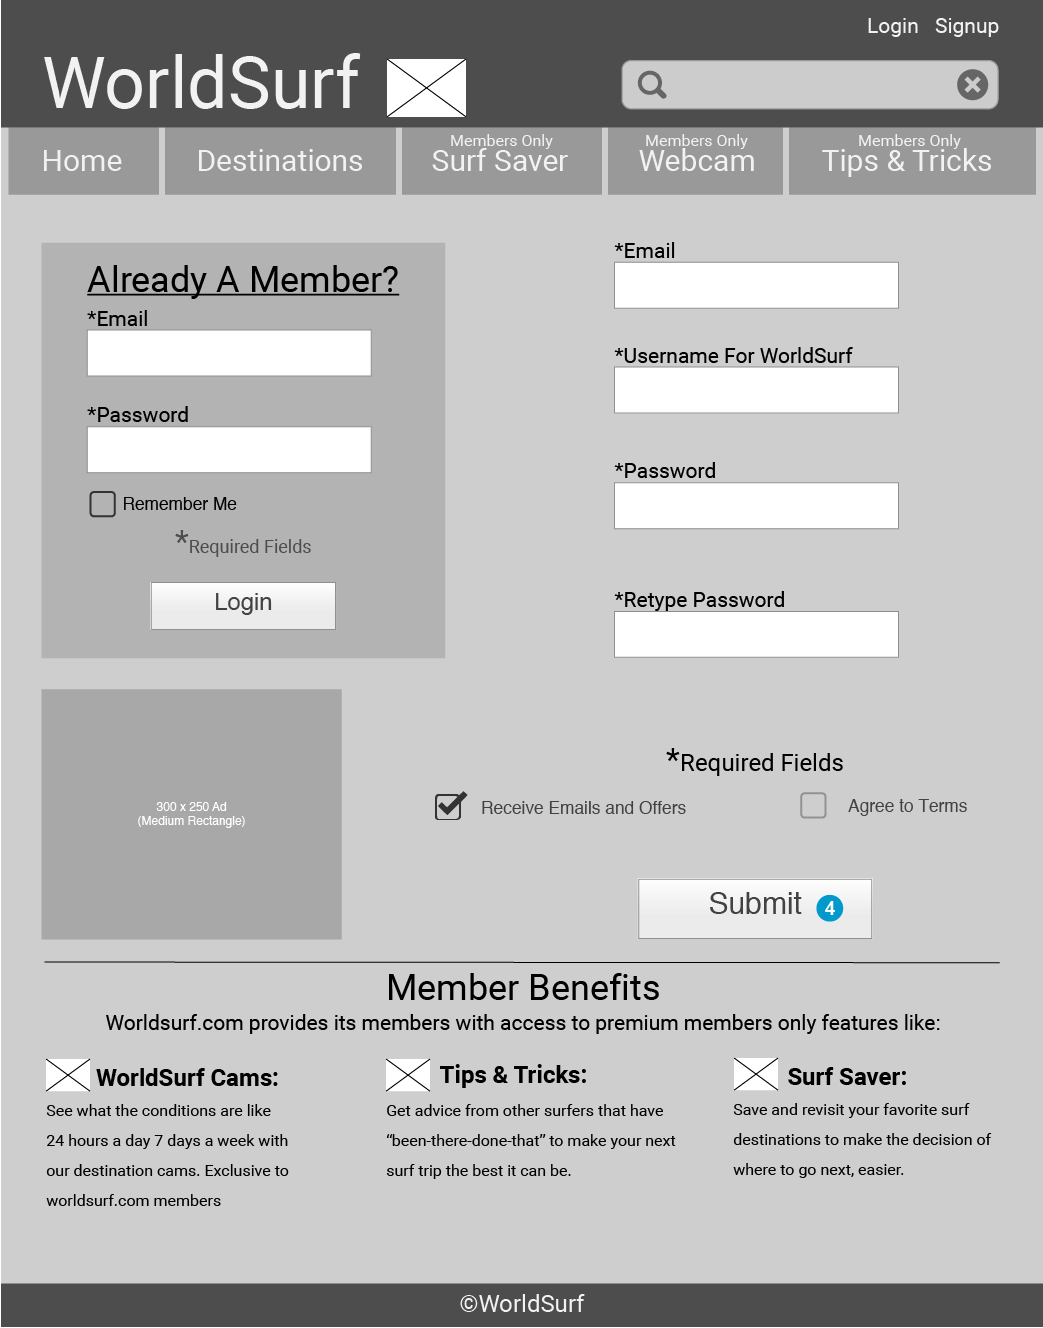 Login Signup
WorldSurf
Home
Destinations
Members Only
Surf Saver
Members Only
Webcam
Members Only
Tips & Tricks
Already A Member?
*Email
*Password
Remember Me
*Required Fields
Login
*Email
*Username For WorldSurf
*Password
*Retype Password
300 x 250 Ad
(Medium Rectangle)
*Required Fields
Receive Emails and Offers
Agree to Terms
Submit 4
Member Benefits
Worldsurf.com provides its members with access to premium members only features like:
WorldSurf Cams:
See what the conditions are like
24 hours a day 7 days a week with
our destination cams. Exclusive to
worldsurf.com members
Tips & Tricks:
Get advice from other surfers that have
“been-there-done-that” to make your next
surf trip the best it can be.
Surf Saver:
Save and revisit your favorite surf
destinations to make the decision of
where to go next, easier.
©WorldSurf